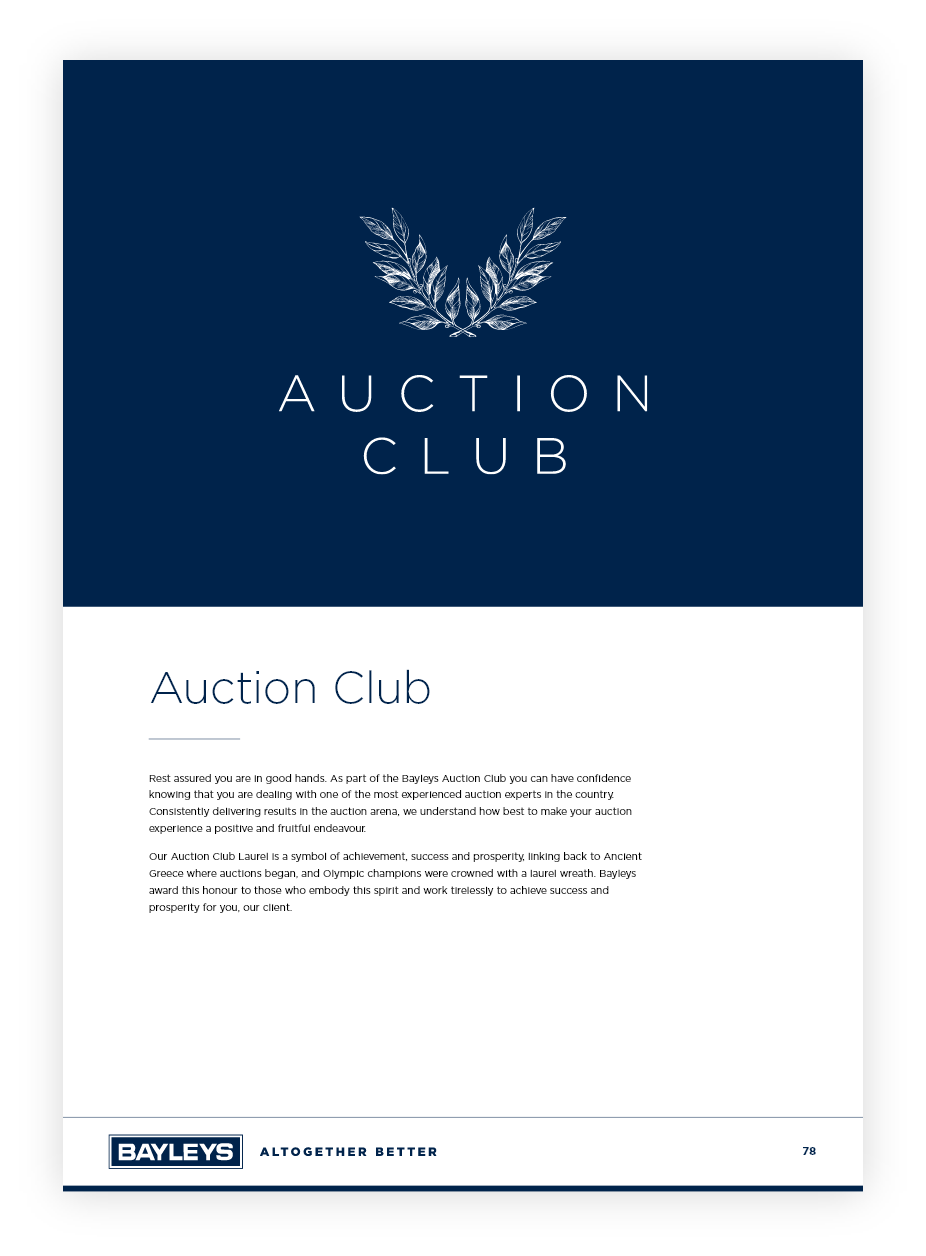 AUCTION
CLUB
Auction Club
Rest assured you are in good hands. As part of the Bayleys Auction Club you can have confidence
knowing that you are dealing with one of the most experienced auction experts in the country.
Consistently delivering results in the auction arena, we understand how best to make your auction
experience a positive and fruitful endeavour.
Our Auction Club Laurel is a symbol of achievement, success and prosperity, linking back to Ancient
Greece where auctions began, and Olympic champions were crowned with a laurel wreath. Bayleys
award this honour to those who embody this spirit and work tirelessly to achieve success and
prosperity for you, our client.
BAYLEYS ALTOGETHER BETTER 78